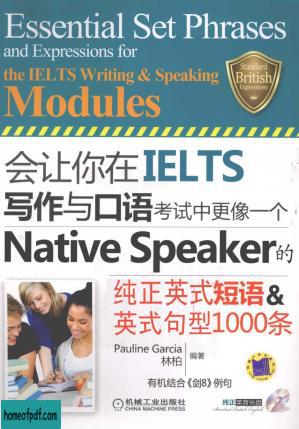 Essential Set Phrases
and Expressions for
the IELTS Writing & Speaking
Modules
Standard
British
Expressions
会让你在IELTS
写作与口语考试中更像一个
Native Speaker的
纯正英式短语&
英式句型1000条
Pauline Garcia
林柏 编著
有机结合《剑8》例句
机械工业出版社
CHINA MACHINE PRESS
Standard British English
homeofpdf.com